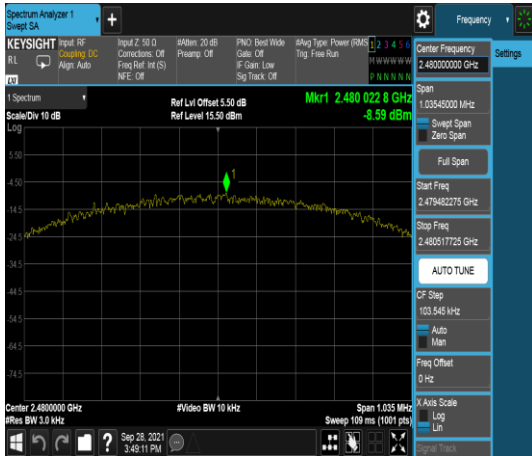 Spectrum Analyzer 1
Swept SA
+
Frequency
KEYSIGHT
RL
LXI
Input: RF
Coupling: DC
Align: Auto
Input Z: 50 Ω
Corrections: Off
Freq Ref: Int (S)
NFE: Off
#Atten: 20 dB
Preamp: Off
PNO: Best Wide
Gate: Off
IF Gain: Low
Sig Track: Off
#Avg Type: Power (RMS
Trig: Free Run
1 2 3 4 5 6
M W W W W W
P N N N N N
Center Frequency
2.480000000 GHz
Settings
1 Spectrum
Scale/Div 10 dB
Log
Ref Lvl Offset 5.50 dB
Ref Level 15.50 dBm
Mkr1 2.480 022 8 GHz
-8.59 dBm
Span
1.03545000 MHz
Swept Span
Zero Span
Full Span
5.50
-4.50
-14.5
-24.5
-34.5
-44.5
-54.5
-64.5
-74.5
1
Start Freq
2.479482275 GHz
Stop Freq
2.480517725 GHz
AUTO TUNE
CF Step
103.545 kHz
Auto
Man
Freq Offset
0 Hz
X Axis Scale
Log
Lin
Signal Track
Center 2.4800000 GHz
#Res BW 3.0 kHz
#Video BW 10 kHz
Span 1.035 MHz
Sweep 109 ms (1001 pts)
?
Sep 28, 2021
3:49:11 PM